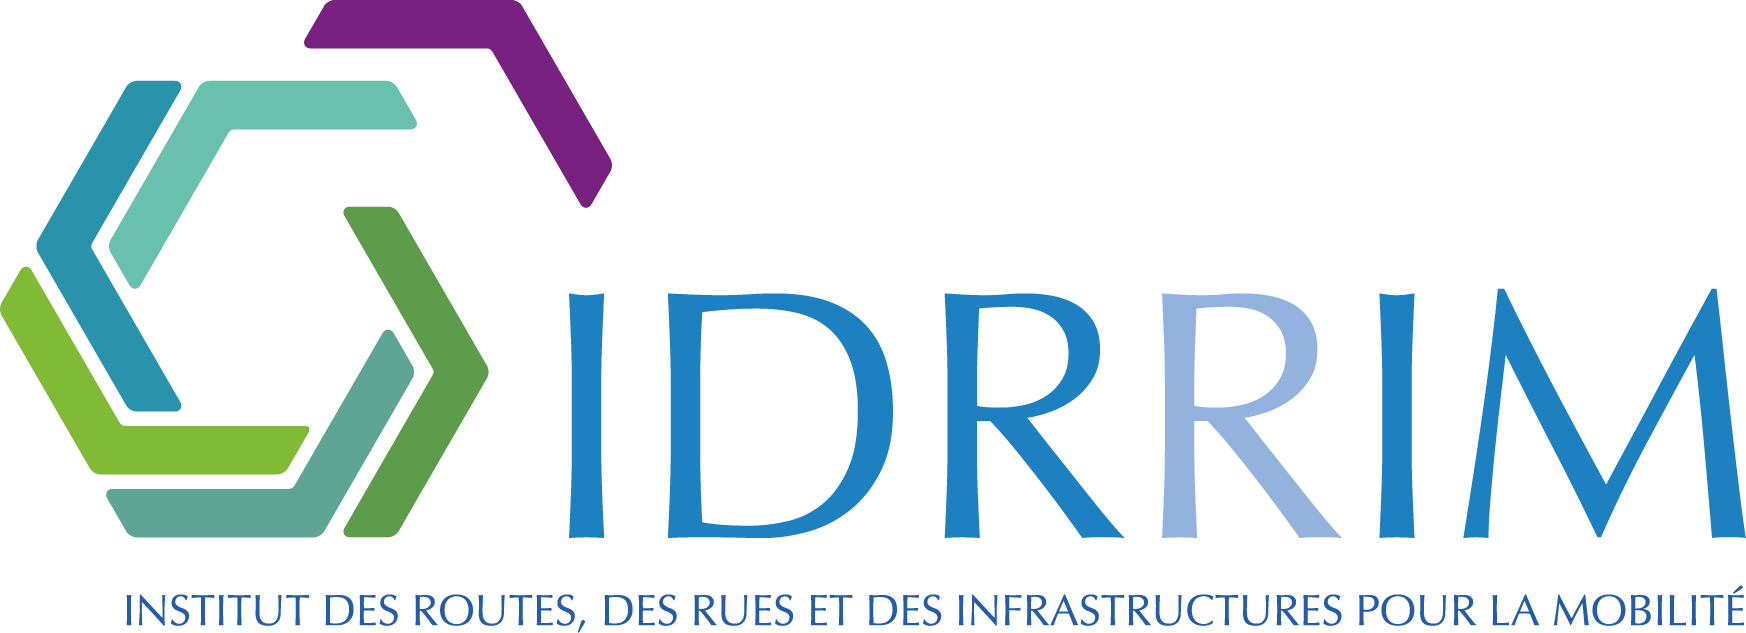 IDRRIM
INSTITUT DES ROUTES, DES RUES ET DES INFRASTRUCTURES POUR LA MOBILITÉ